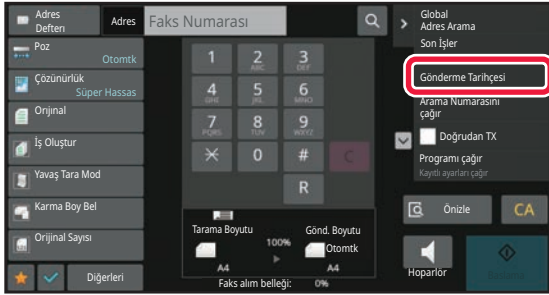 Adres
Defteri
Adres
Faks Numarası
Global
Adres Arama
Son İşler
Gönderme Tarihçesi
Arama Numarasını
çağır
Doğrudan TX
Programı çağır
Kayıtlı ayarları çağır
Poz
Otomtk
Çözünürlük
Süper Hassas
Orijinal
İş Oluştur
Yavaş Tara Mod
Karma Boy Bel
Orijinal Sayısı
Diğerleri
1
2
ABC
3
DEF
4
GHI
5
JKL
6
MNO
7
PQRS
8
TUV
9
WXYZ
0
#
C
R
Tarama Boyutu
100%
Gönd. Boyutu
Otomtk
A4
A4
Faks alım belleği: 0%
Önizle
CA
Hoparlör